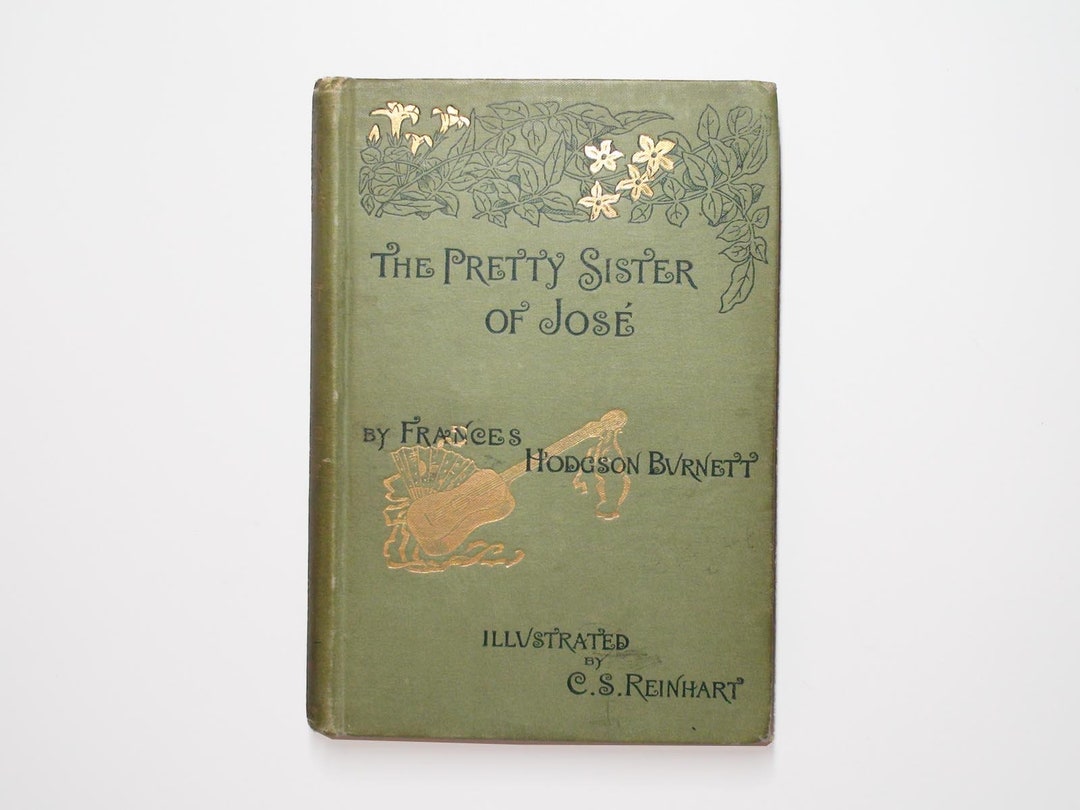 The Pretty Sister
of José
by Frances
Hodgson Bvrnett
Illvstrated
by
C.S. Reinhart